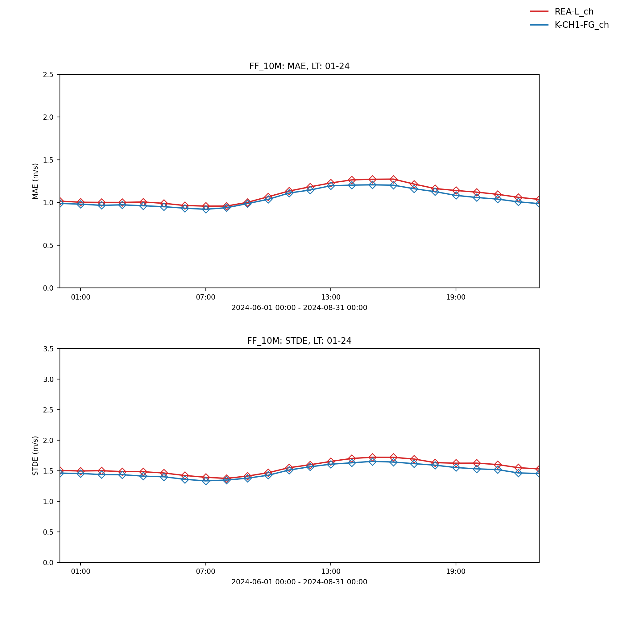 REA-L_ch
K-CH1-FG_ch
FF_10M: MAE, LT: 01-24
2.5
2.0
1.5
1.0
0.5
0.0
MAE (m/s)
01:00 07:00 13:00 19:00
2024-06-01 00:00 - 2024-08-31 00:00
FF_10M: STDE, LT: 01-24
3.5
3.0
2.5
2.0
1.5
1.0
0.5
0.0
STDE (m/s)
01:00 07:00 13:00 19:00
2024-06-01 00:00 - 2024-08-31 00:00